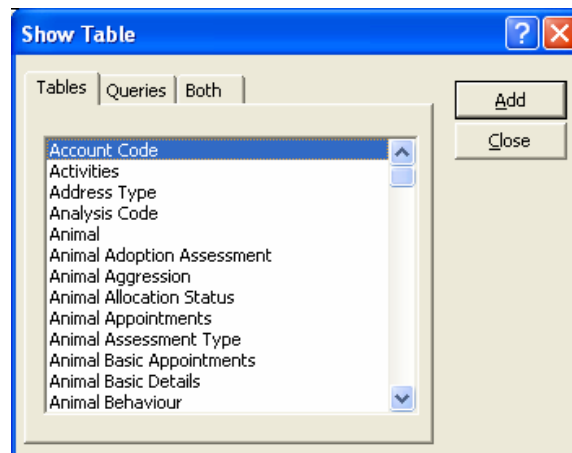 Show Table
?
Tables Queries Both
Add
Close
Account Code
Activities
Address Type
Analysis Code
Animal
Animal Adoption Assessment
Animal Aggression
Animal Allocation Status
Animal Appointments
Animal Assessment Type
Animal Basic Appointments
Animal Basic Details
Animal Behaviour